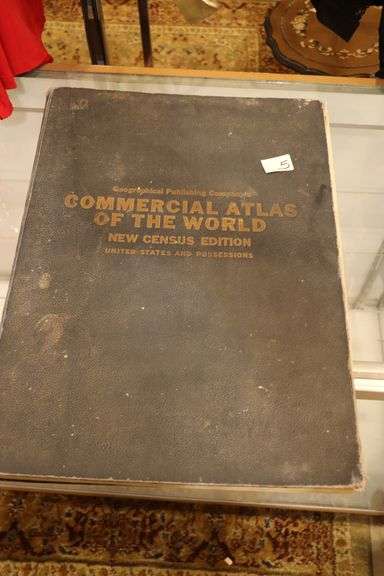 Geographical Publishing Company's
COMMERCIAL ATLAS
OF THE WORLD
NEW CENSUS EDITION
UNITED STATES AND POSSESSIONS
5